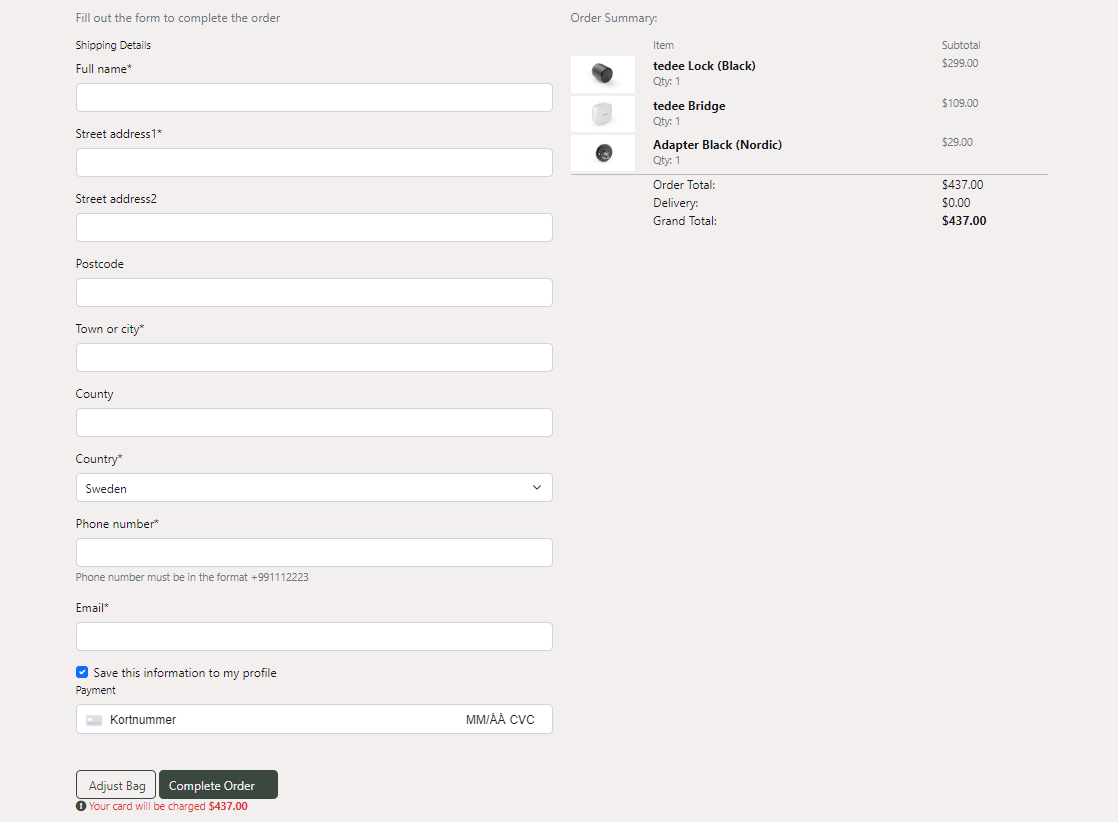 Fill out the form to complete the order
Shipping Details
Full name*
Street address1*
Street address2
Postcode
Town or city*
County
Country*
Sweden
Phone number*
Phone number must be in the format +991112223
Email*
Save this information to my profile
Payment
Kortnummer MM/ÅÅ CVC
Adjust Bag Complete Order
Your card will be charged $437.00
Order Summary:
Item Subtotal
tedee Lock (Black) $299.00
Qty: 1
tedee Bridge $109.00
Qty: 1
Adapter Black (Nordic) $29.00
Qty: 1
Order Total: $437.00
Delivery: $0.00
Grand Total: $437.00